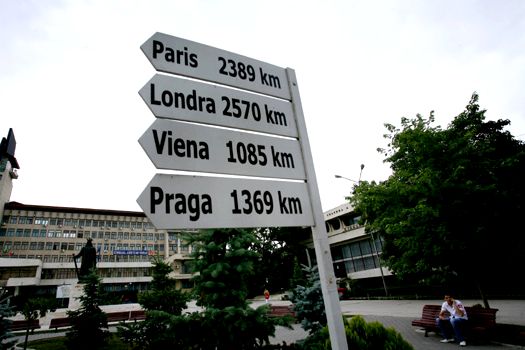 Paris 2389 km
Londra 2570 km
Viena 1085 km
Praga 1369 km